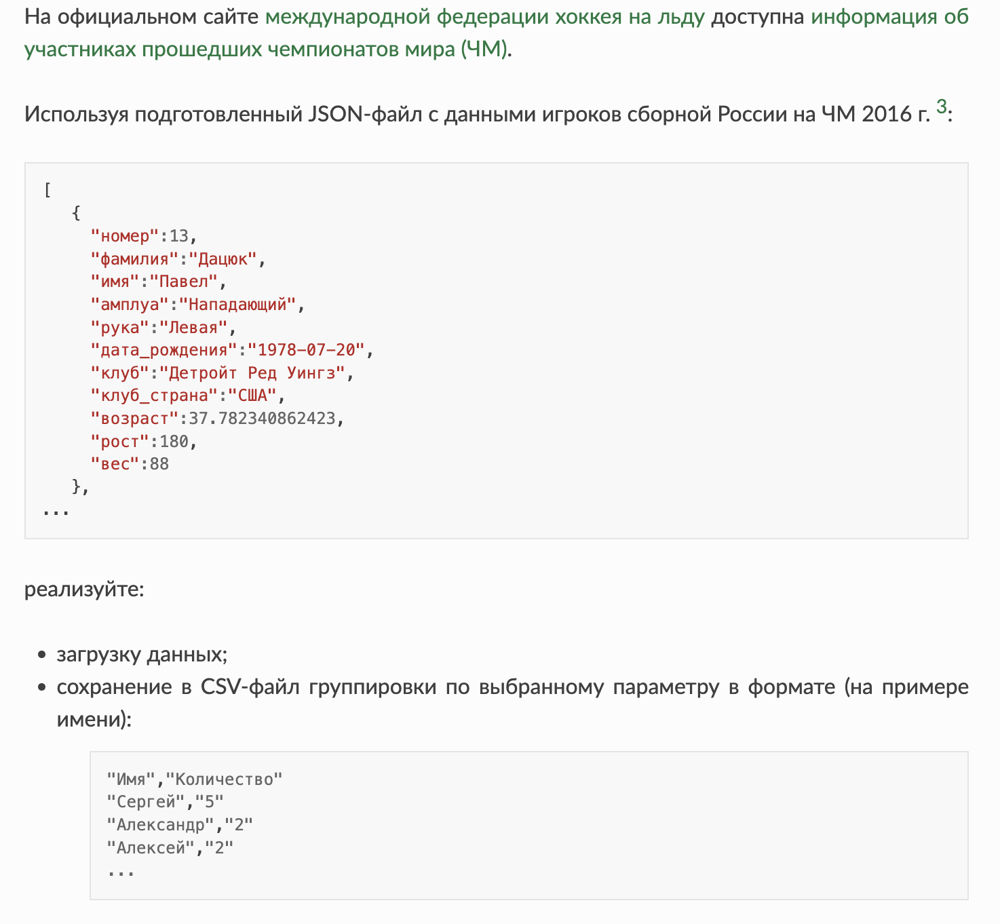 На официальном сайте международной федерации хоккея на льду доступна информация об
участниках прошедших чемпионатов мира (ЧМ).
Используя подготовленный JSON-файл с данными игроков сборной России на ЧМ 2016 г. 3:
[
{
"номер":13,
"фамилия":"Дацюк",
"имя":"Павел",
"амплуа":"Нападающий",
"рука":"Левая",
"дата_рождения":"1978-07-20",
"клуб":"Детройт Ред Уингз",
"клуб_страна":"США",
"возраст":37.782340862423,
"рост":180,
"вес":88
},
...
реализуйте:
• загрузку данных;
• сохранение в CSV-файл группировки по выбранному параметру в формате (на примере
имени):
"Имя","Количество"
"Сергей","5"
"Александр","2"
"Алексей","2"
...